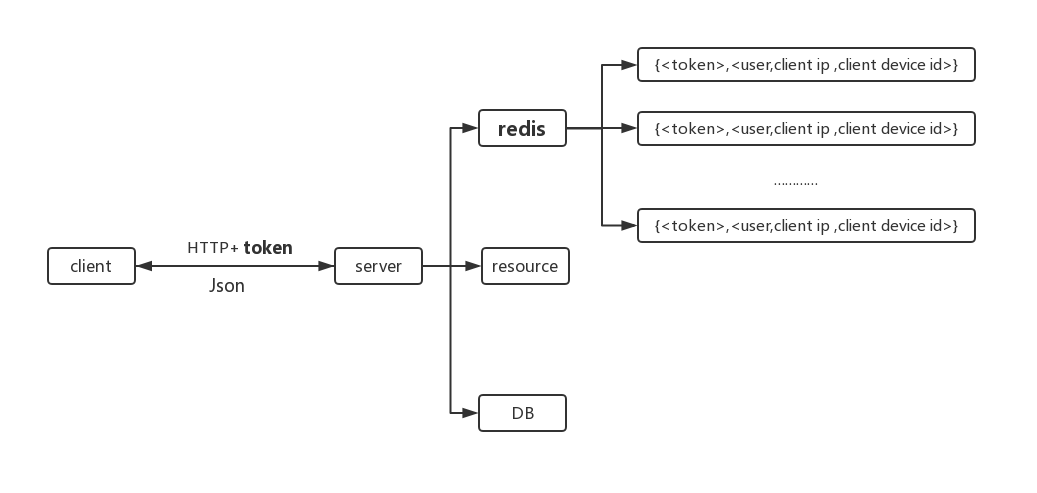 {<token>,<user,client ip ,client device id>}
redis
{<token>,<user,client ip ,client device id>}
............
{<token>,<user,client ip ,client device id>}
HTTP+ token
client
server
resource
Json
DB